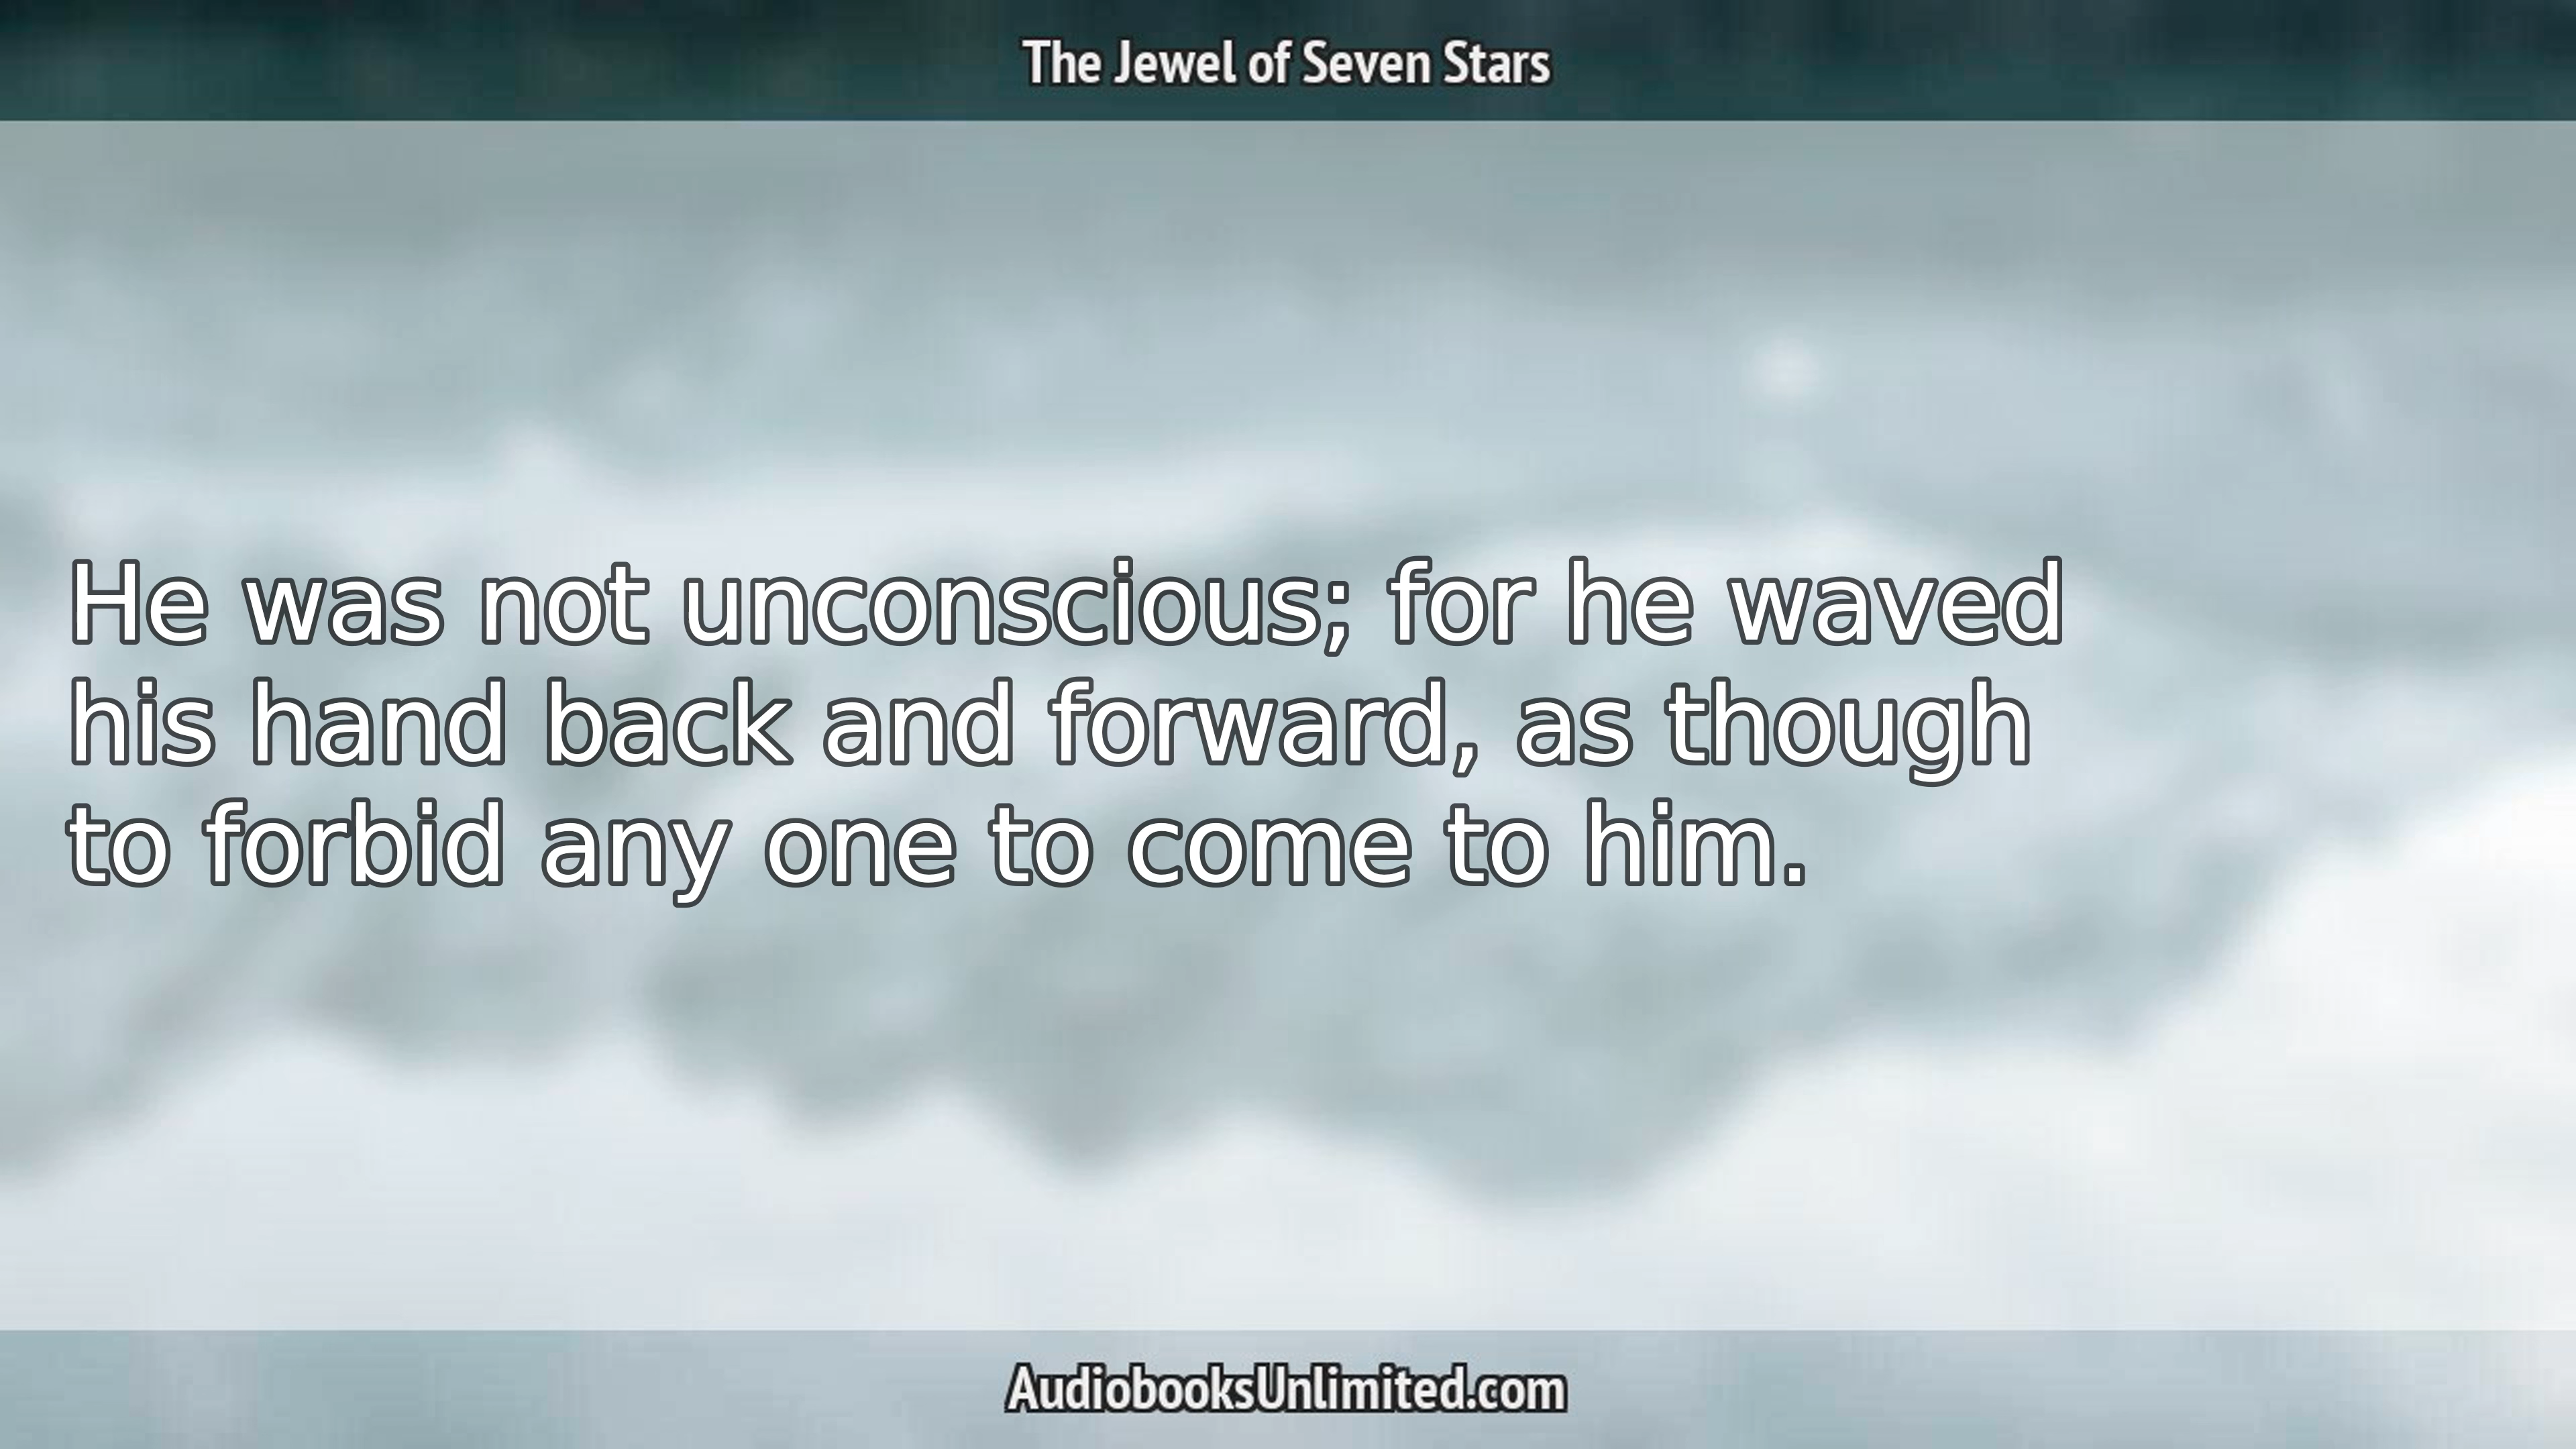 The Jewel of Seven Stars
He was not unconscious; for he waved
his hand back and forward, as though
to forbid any one to come to him.
AudiobooksUnlimited.com